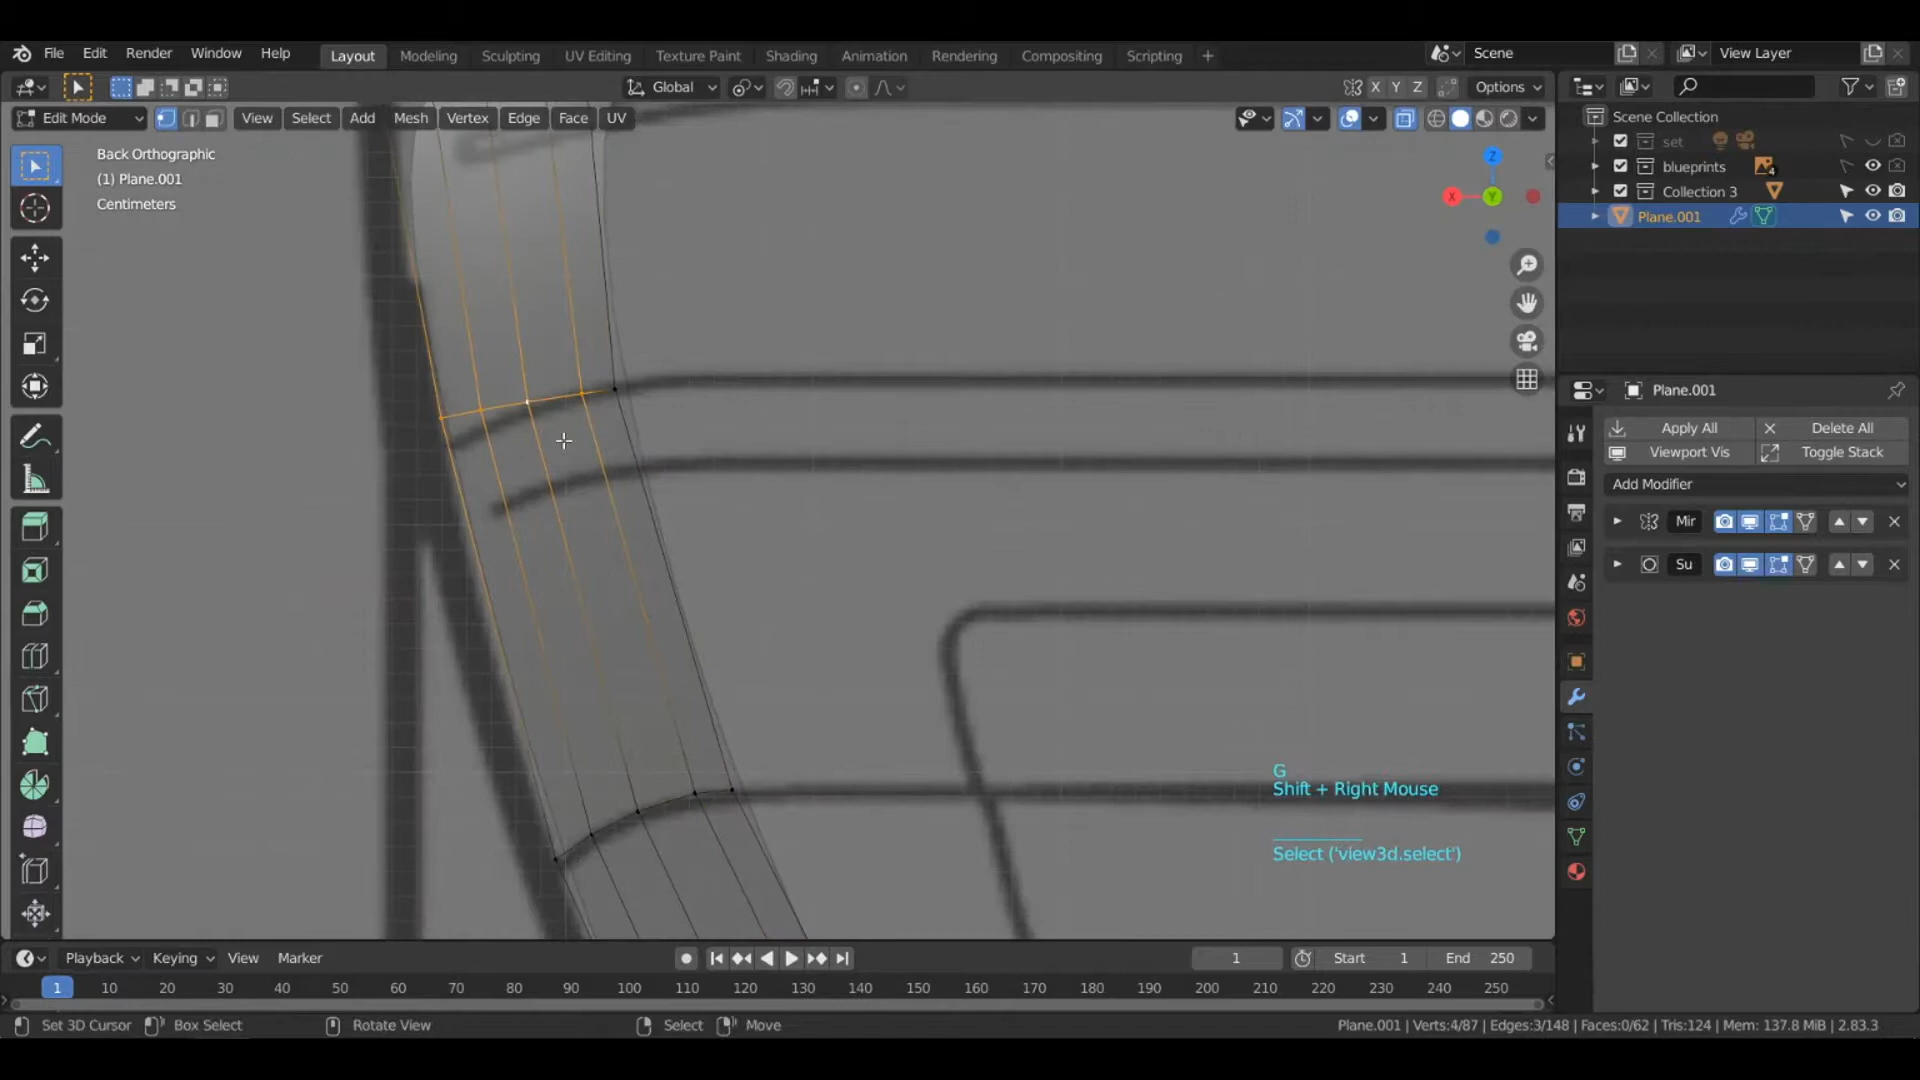 File Edit Render Window Help Layout Modeling Sculpting UV Editing Texture Paint Shading Animation Rendering Compositing Scripting + Scene View Layer
Global X Y Z Options
Edit Mode View Select Add Mesh Vertex Edge Face UV
Back Orthographic
(1) Plane.001
Centimeters
Z
X Y
Scene Collection
set
blueprints 4
Collection 3
Plane.001
Plane.001
Apply All Delete All
Viewport Vis Toggle Stack
Add Modifier
Mir
Su
G
Shift + Right Mouse
Select ('view3d.select')
Playback Keying View Marker 1 Start 1 End 250
1 10 20 30 40 50 60 70 80 90 100 110 120 130 140 150 160 170 180 190 200 210 220 230 240 250
Set 3D Cursor Box Select Rotate View Select Move Plane.001 | Verts:4/87 | Edges:3/148 | Faces:0/62 | Tris:124 | Mem: 137.8 MiB | 2.83.3